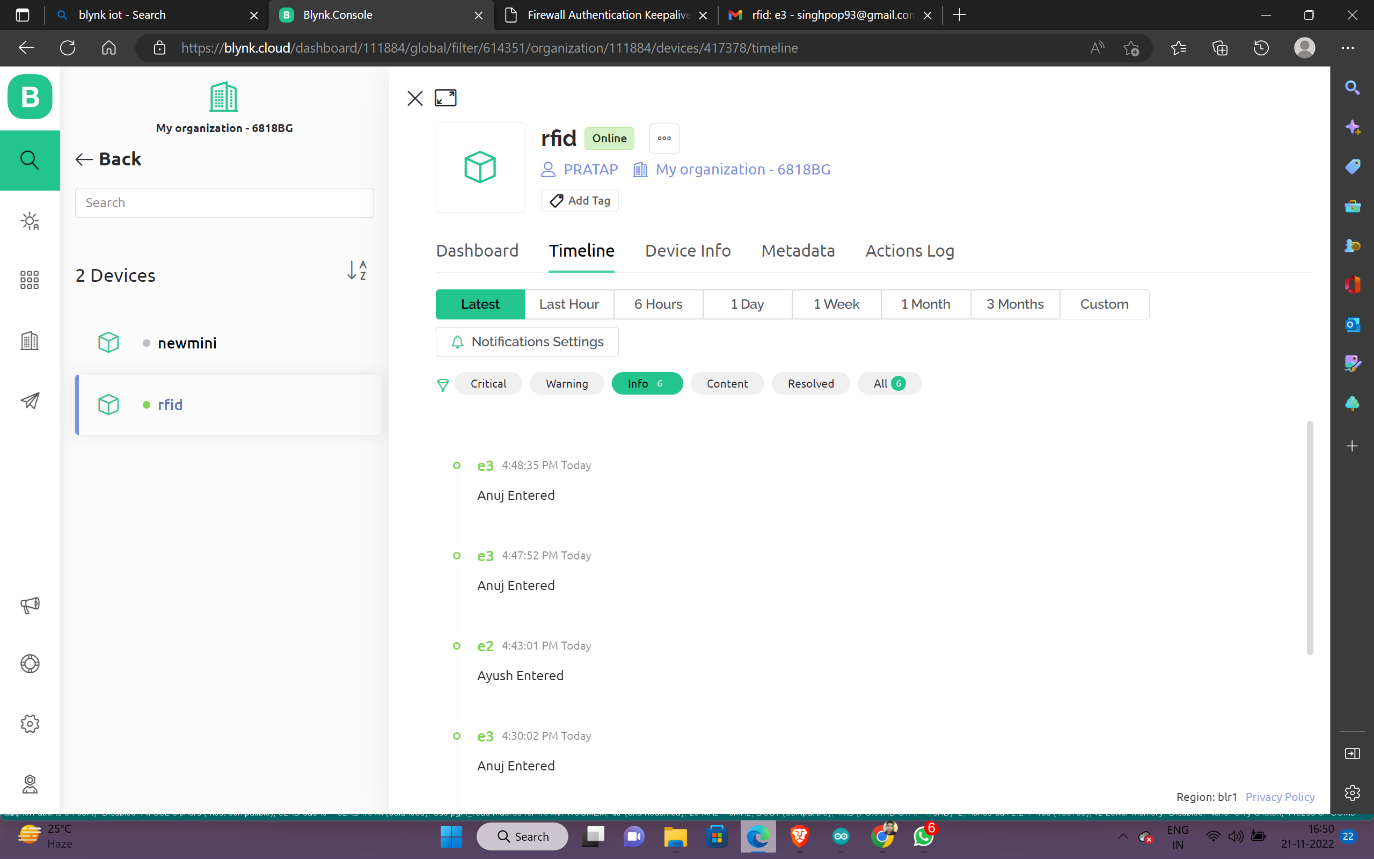 blynk iot - Search
Blynk.Console
Firewall Authentication Keepalive
rfid: e3 - singhpop93@gmail.con
https://blynk.cloud/dashboard/111884/global/filter/614351/organization/111884/devices/417378/timeline
B
My organization - 6818BG
Back
Search
2 Devices
A
Z
newmini
rfid
rfid
Online
PRATAP
My organization - 6818BG
Add Tag
Dashboard
Timeline
Device Info
Metadata
Actions Log
Latest
Last Hour
6 Hours
1 Day
1 Week
1 Month
3 Months
Custom
Notifications Settings
Critical
Warning
Info 6
Content
Resolved
All 6
e3 4:48:35 PM Today
Anuj Entered
e3 4:47:52 PM Today
Anuj Entered
e2 4:43:01 PM Today
Ayush Entered
e3 4:30:02 PM Today
Anuj Entered
Region: blr1 Privacy Policy
25°C
Haze
Search
6
ENG
IN
16:50
21-11-2022
22